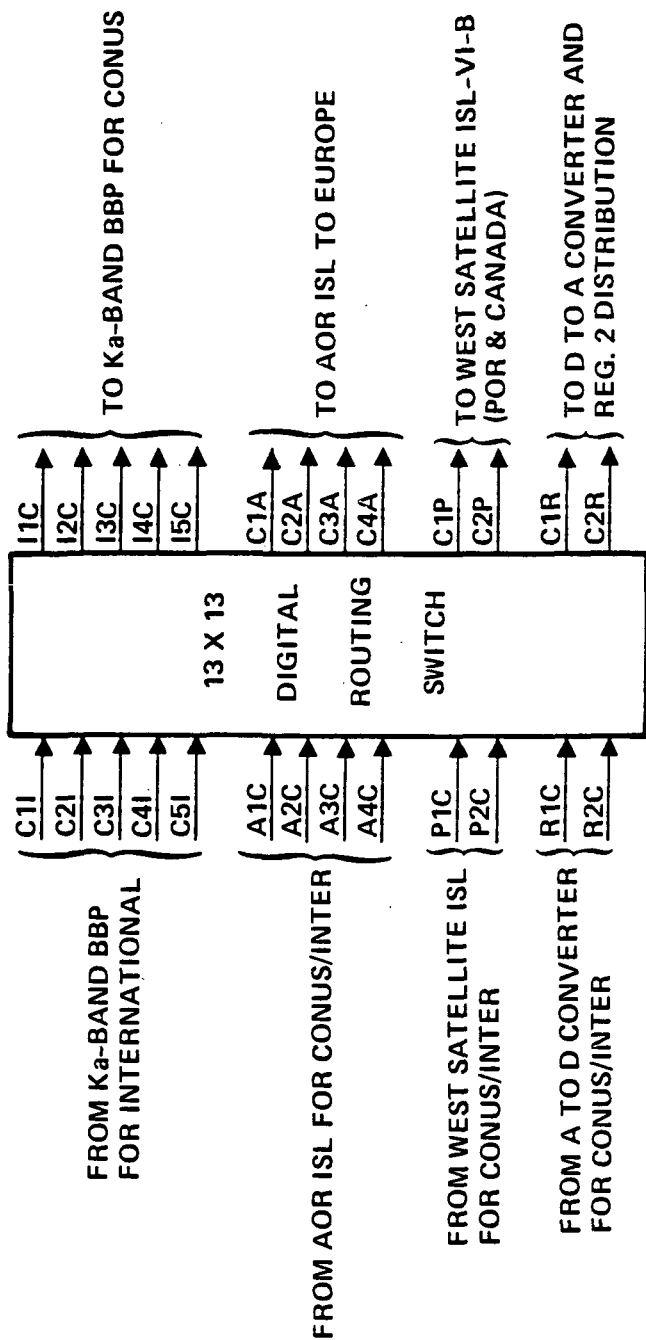 FROM Ka-BAND BBP
FOR INTERNATIONAL
C1I
C2I
C3I
C4I
C5I
FROM AOR ISL FOR CONUS/INTER
A1C
A2C
A3C
A4C
FROM WEST SATELLITE ISL
FOR CONUS/INTER
P1C
P2C
FROM A TO D CONVERTER
FOR CONUS/INTER
R1C
R2C
13 X 13
DIGITAL
ROUTING
SWITCH
I1C
I2C
I3C
I4C
I5C
TO Ka-BAND BBP FOR CONUS
C1A
C2A
C3A
C4A
TO AOR ISL TO EUROPE
C1P
C2P
TO WEST SATELLITE ISL-VI-B
(POR & CANADA)
C1R
C2R
TO D TO A CONVERTER AND
REG. 2 DISTRIBUTION